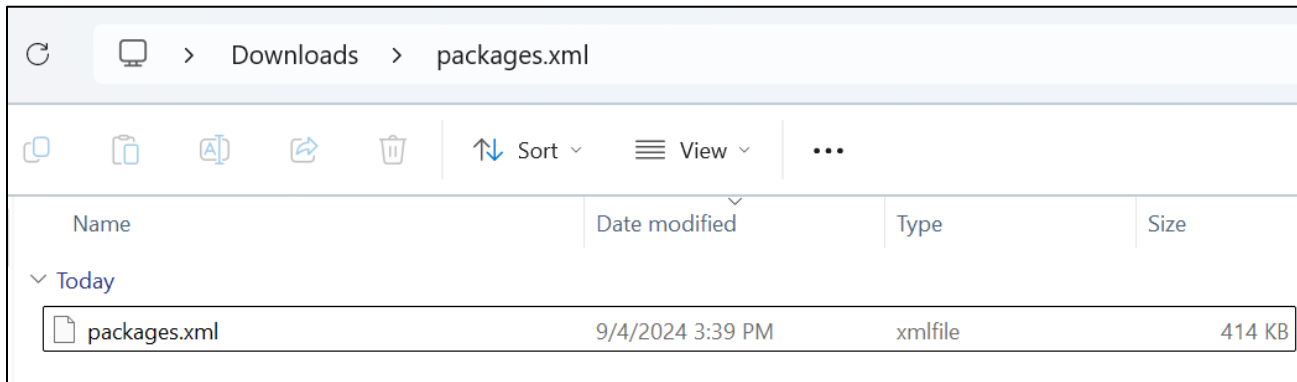 Downloads > packages.xml
Sort View
Name Date modified Type Size
Today
packages.xml 9/4/2024 3:39 PM xmlfile 414 KB